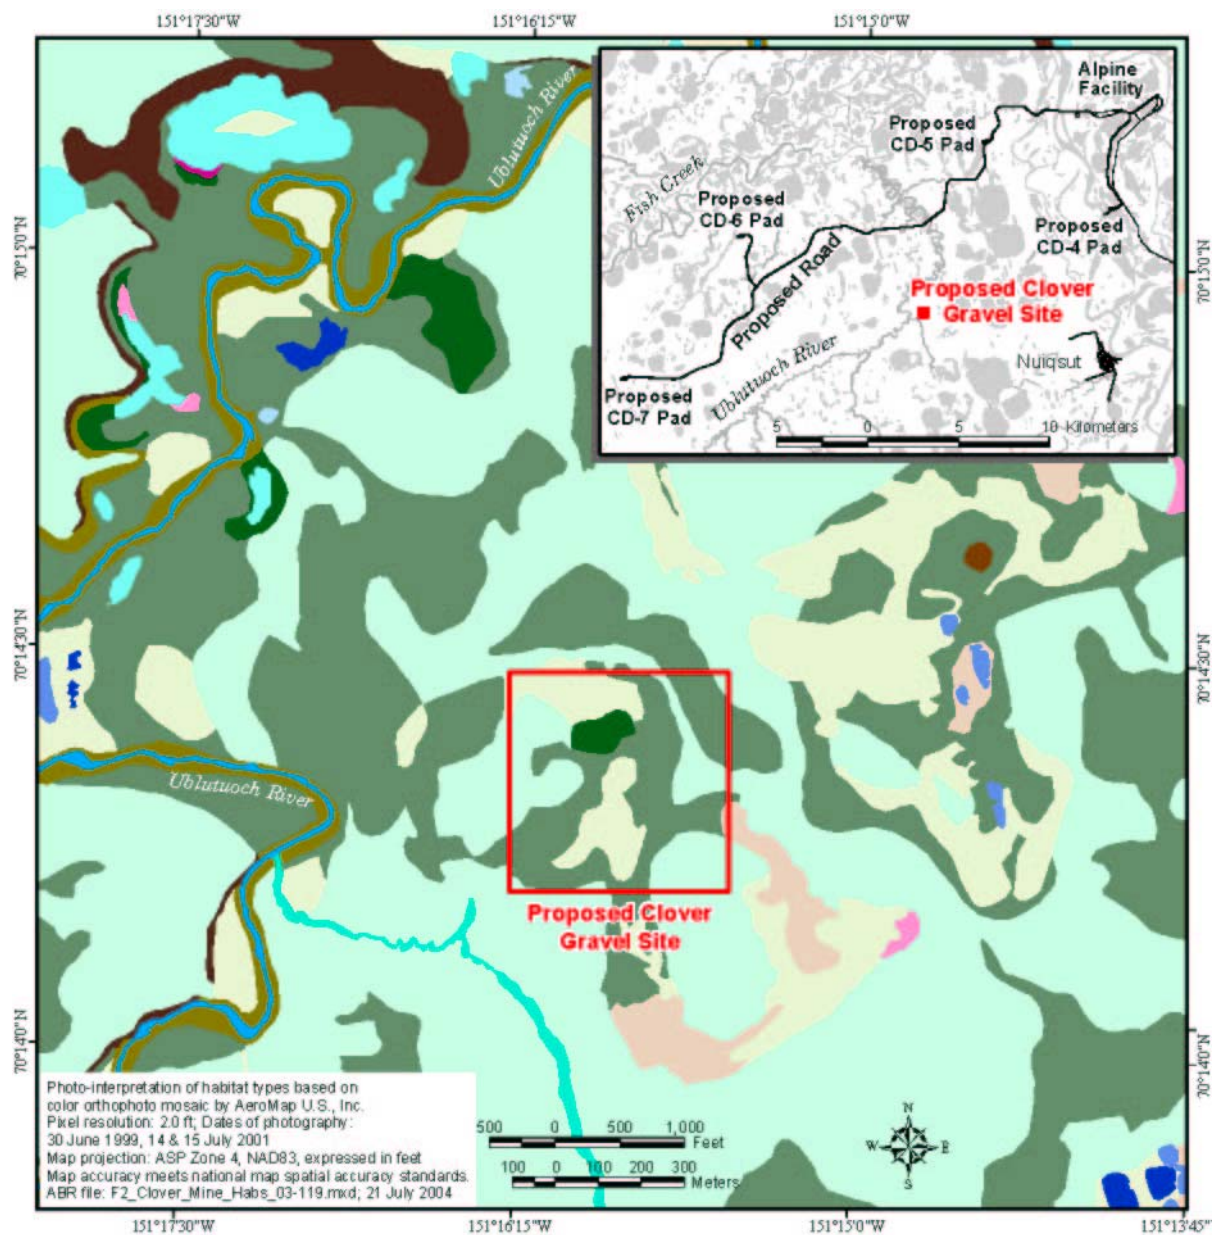 151°17'30"W
151°16'15"W
151°15'0"W
Ublutuoch River
Alpine
Facility
Proposed
CD-5 Pad
Fish Creek
Proposed
CD-6 Pad
Proposed
CD-4 Pad
Proposed Road
Proposed Clover
Gravel Site
Nuiqsut
Ublutuoch River
Proposed
CD-7 Pad
5 0 5 10 Kilometers
70°15'0"N
70°15'0"N
70°14'30"N
70°14'30"N
Ublutuoch River
Proposed Clover
Gravel Site
70°14'0"N
70°14'0"N
Photo-interpretation of habitat types based on
color orthophoto mosaic by AeroMap U.S., Inc.
Pixel resolution: 2.0 ft; Dates of photography:
30 June 1999, 14 & 15 July 2001
Map projection: ASP Zone 4, NAD83, expressed in feet
Map accuracy meets national map spatial accuracy standards.
ABR file: F2_Clover_Mine_Habs_03-119.mxd; 21 July 2004
500 0 500 1,000
Feet
100 0 100 200 300
Meters
N
W E
S
151°17'30"W
151°16'15"W
151°15'0"W
151°13'45"W